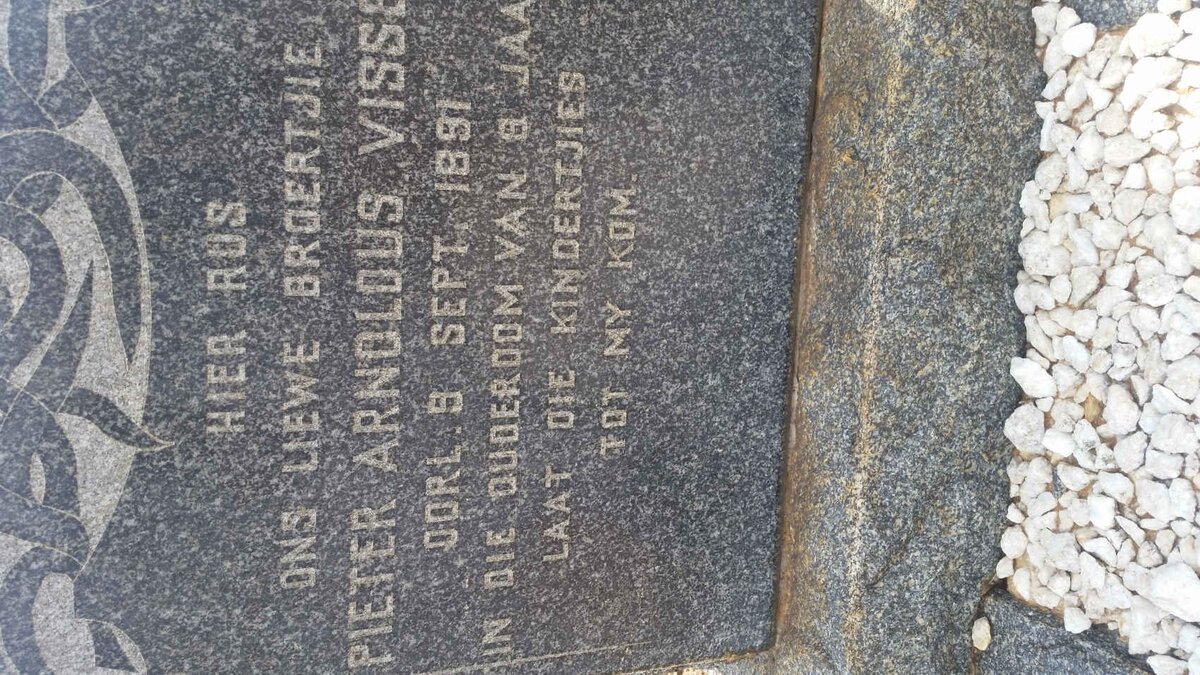 HIER RUS
ONS LIEWE BROERTJIE
PIETER ARNOLDUS VISSE
OORL. 8 SEPT. 1891
IN DIE OUDERDOM VAN 8 JAA
LAAT DIE KINDERTJIES
TOT MY KOM.